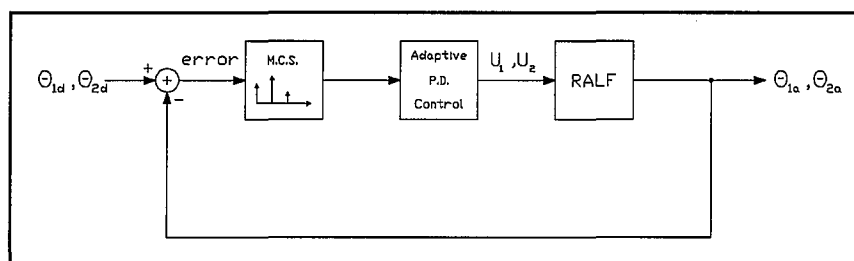 Θ1d , Θ2d
+
+
−
error
M.C.S.
Adaptive
P.D.
Control
U1 , U2
RALF
Θ1a , Θ2a